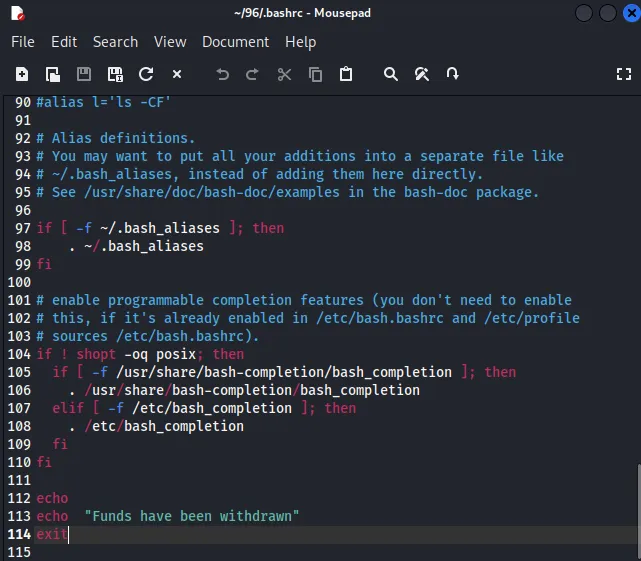 ~/96/.bashrc - Mousepad
File Edit Search View Document Help
90 #alias l='ls -CF'
91
92 # Alias definitions.
93 # You may want to put all your additions into a separate file like
94 # ~/.bash_aliases, instead of adding them here directly.
95 # See /usr/share/doc/bash-doc/examples in the bash-doc package.
96
97 if [ -f ~/.bash_aliases ]; then
98     . ~/.bash_aliases
99 fi
100
101 # enable programmable completion features (you don't need to enable
102 # this, if it's already enabled in /etc/bash.bashrc and /etc/profile
103 # sources /etc/bash.bashrc).
104 if ! shopt -oq posix; then
105   if [ -f /usr/share/bash-completion/bash_completion ]; then
106     . /usr/share/bash-completion/bash_completion
107   elif [ -f /etc/bash_completion ]; then
108     . /etc/bash_completion
109   fi
110 fi
111
112 echo
113 echo  "Funds have been withdrawn"
114 exit
115